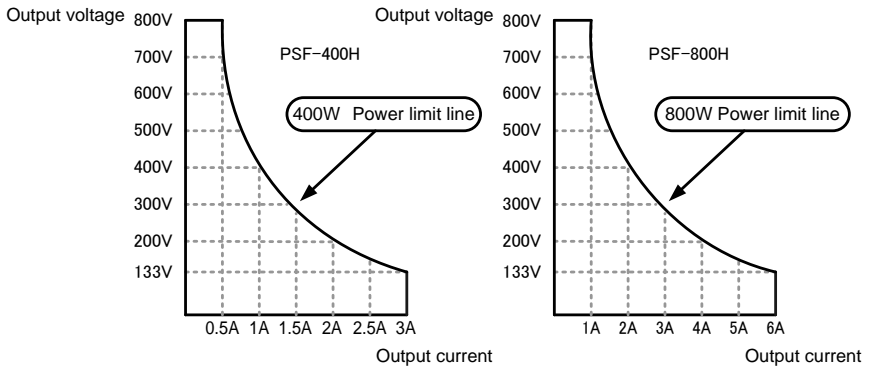 Output voltage
800V
700V
600V
500V
400V
300V
200V
133V
PSF-400H
400W Power limit line
0.5A 1A 1.5A 2A 2.5A 3A
Output current
Output voltage
800V
700V
600V
500V
400V
300V
200V
133V
PSF-800H
800W Power limit line
1A 2A 3A 4A 5A 6A
Output current